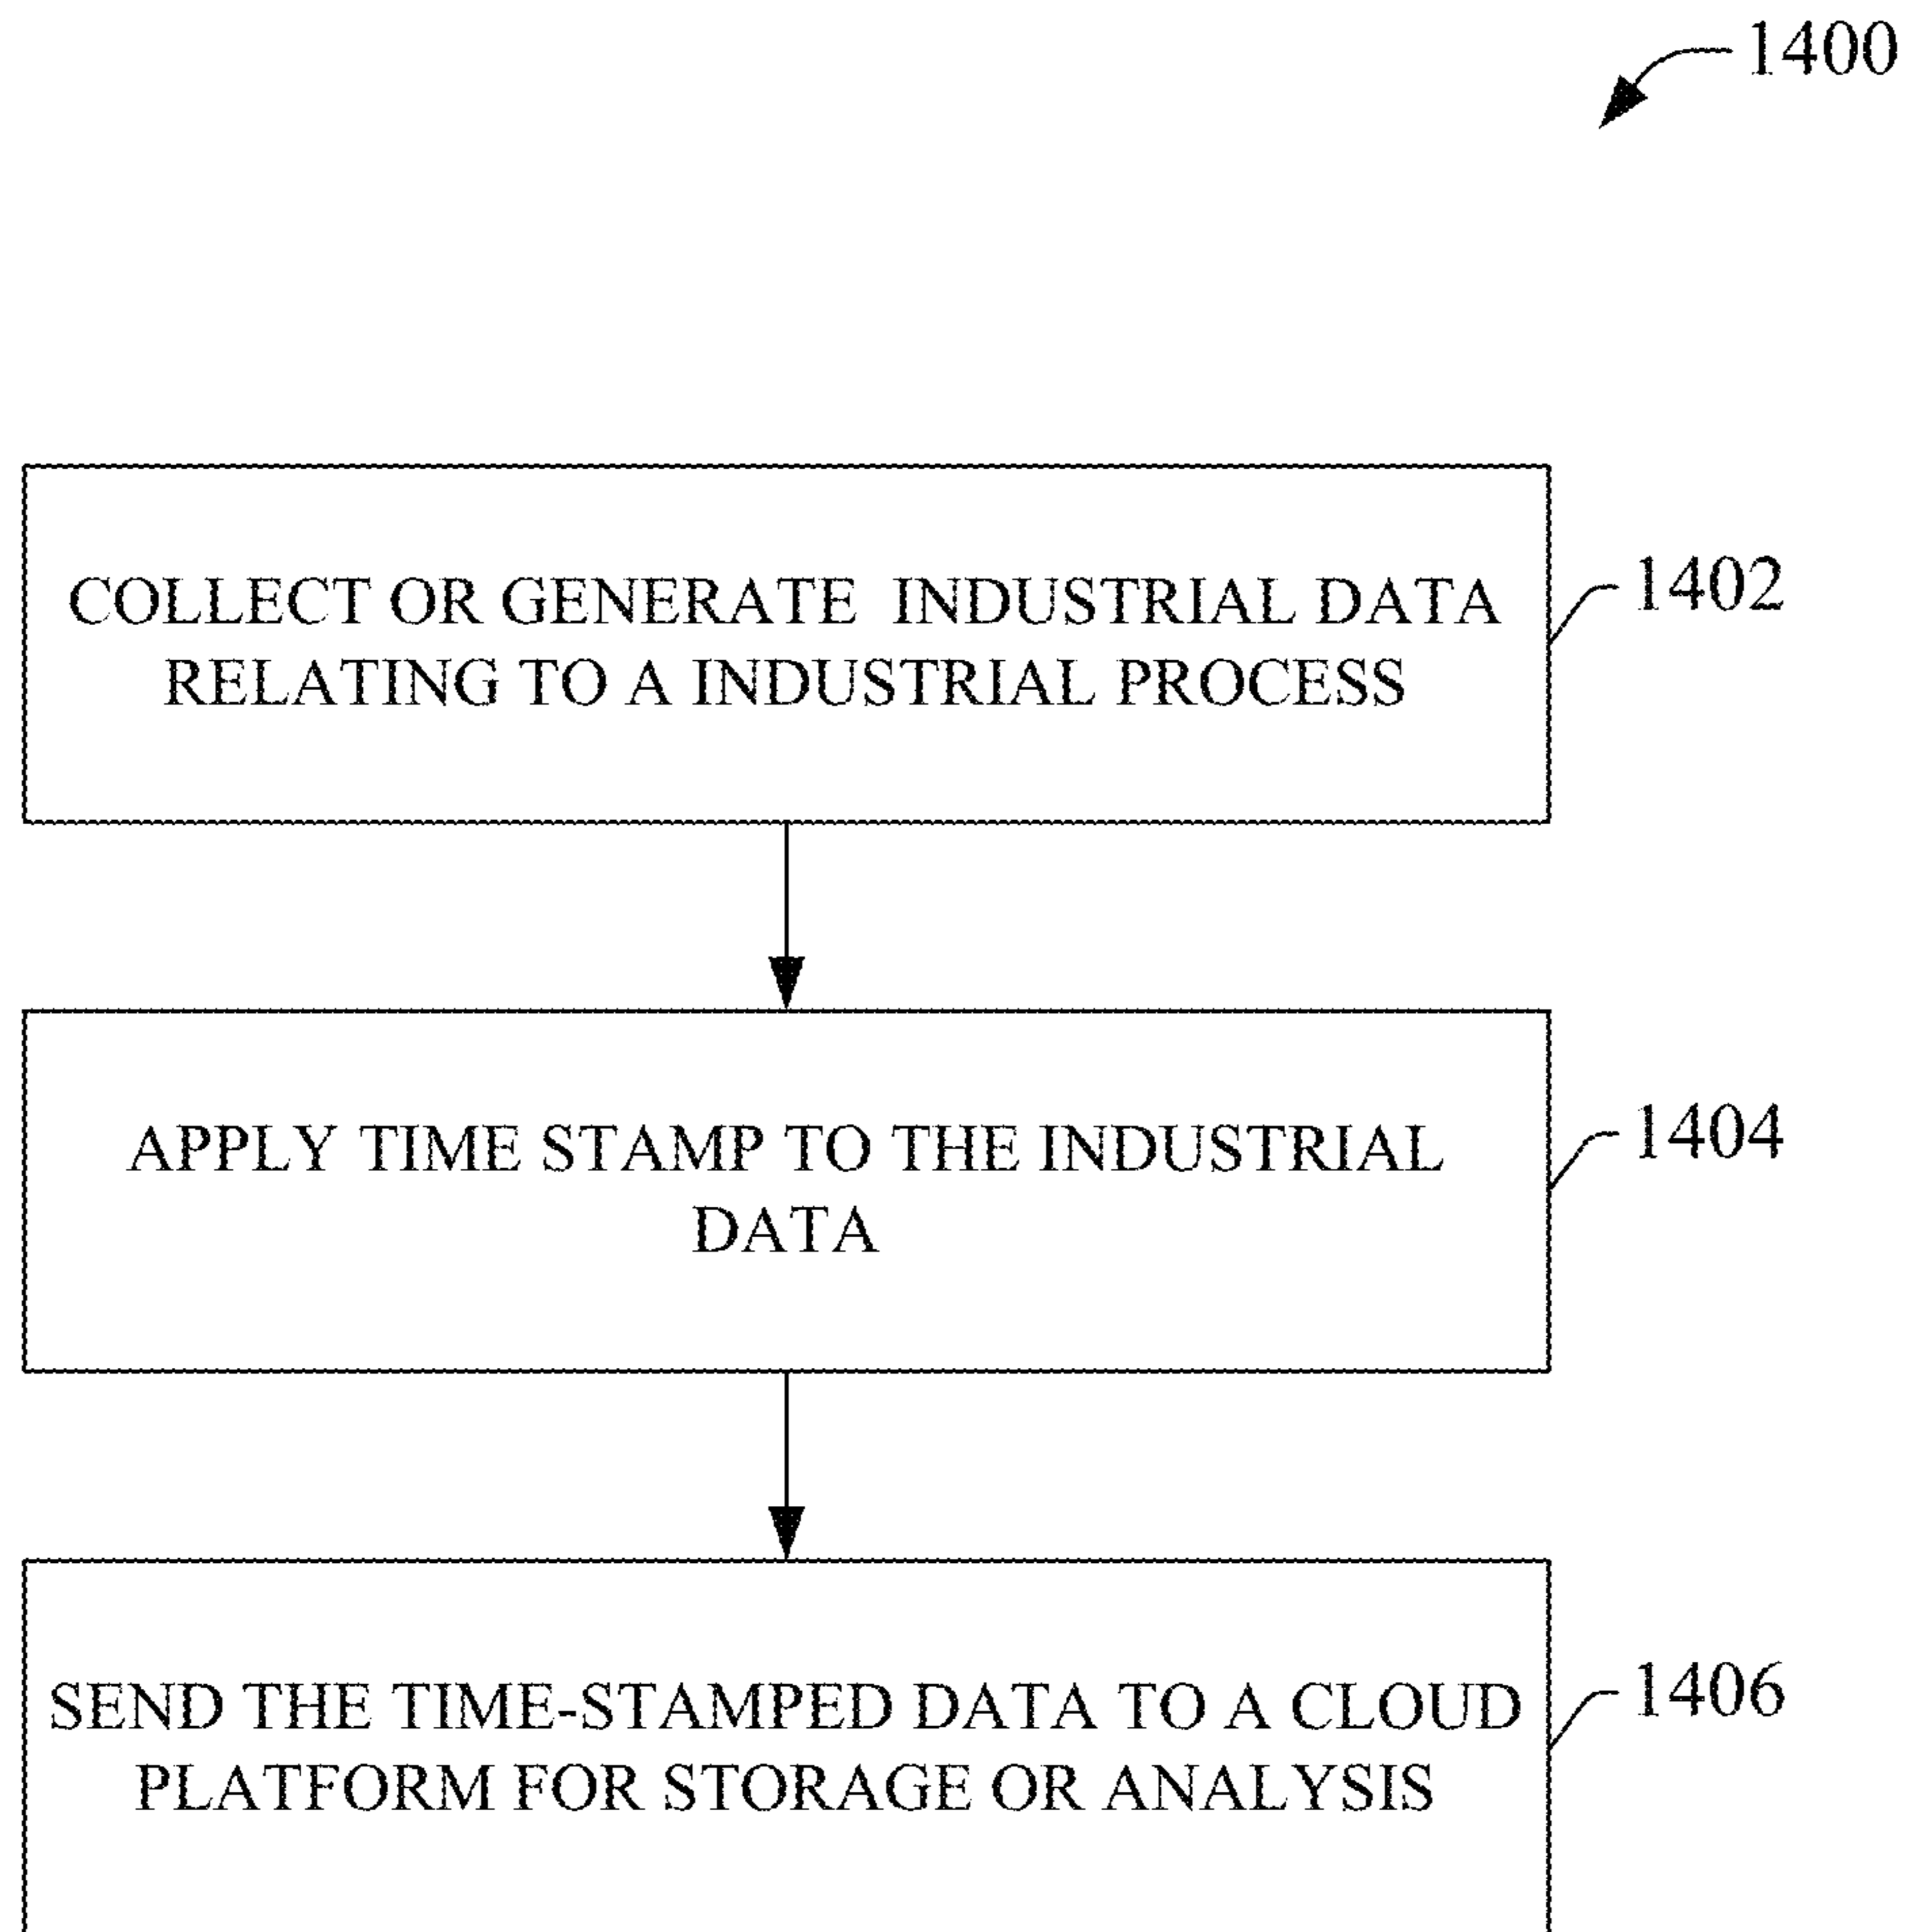 1400
COLLECT OR GENERATE INDUSTRIAL DATA
RELATING TO A INDUSTRIAL PROCESS
1402
APPLY TIME STAMP TO THE INDUSTRIAL
DATA
1404
SEND THE TIME-STAMPED DATA TO A CLOUD
PLATFORM FOR STORAGE OR ANALYSIS
1406